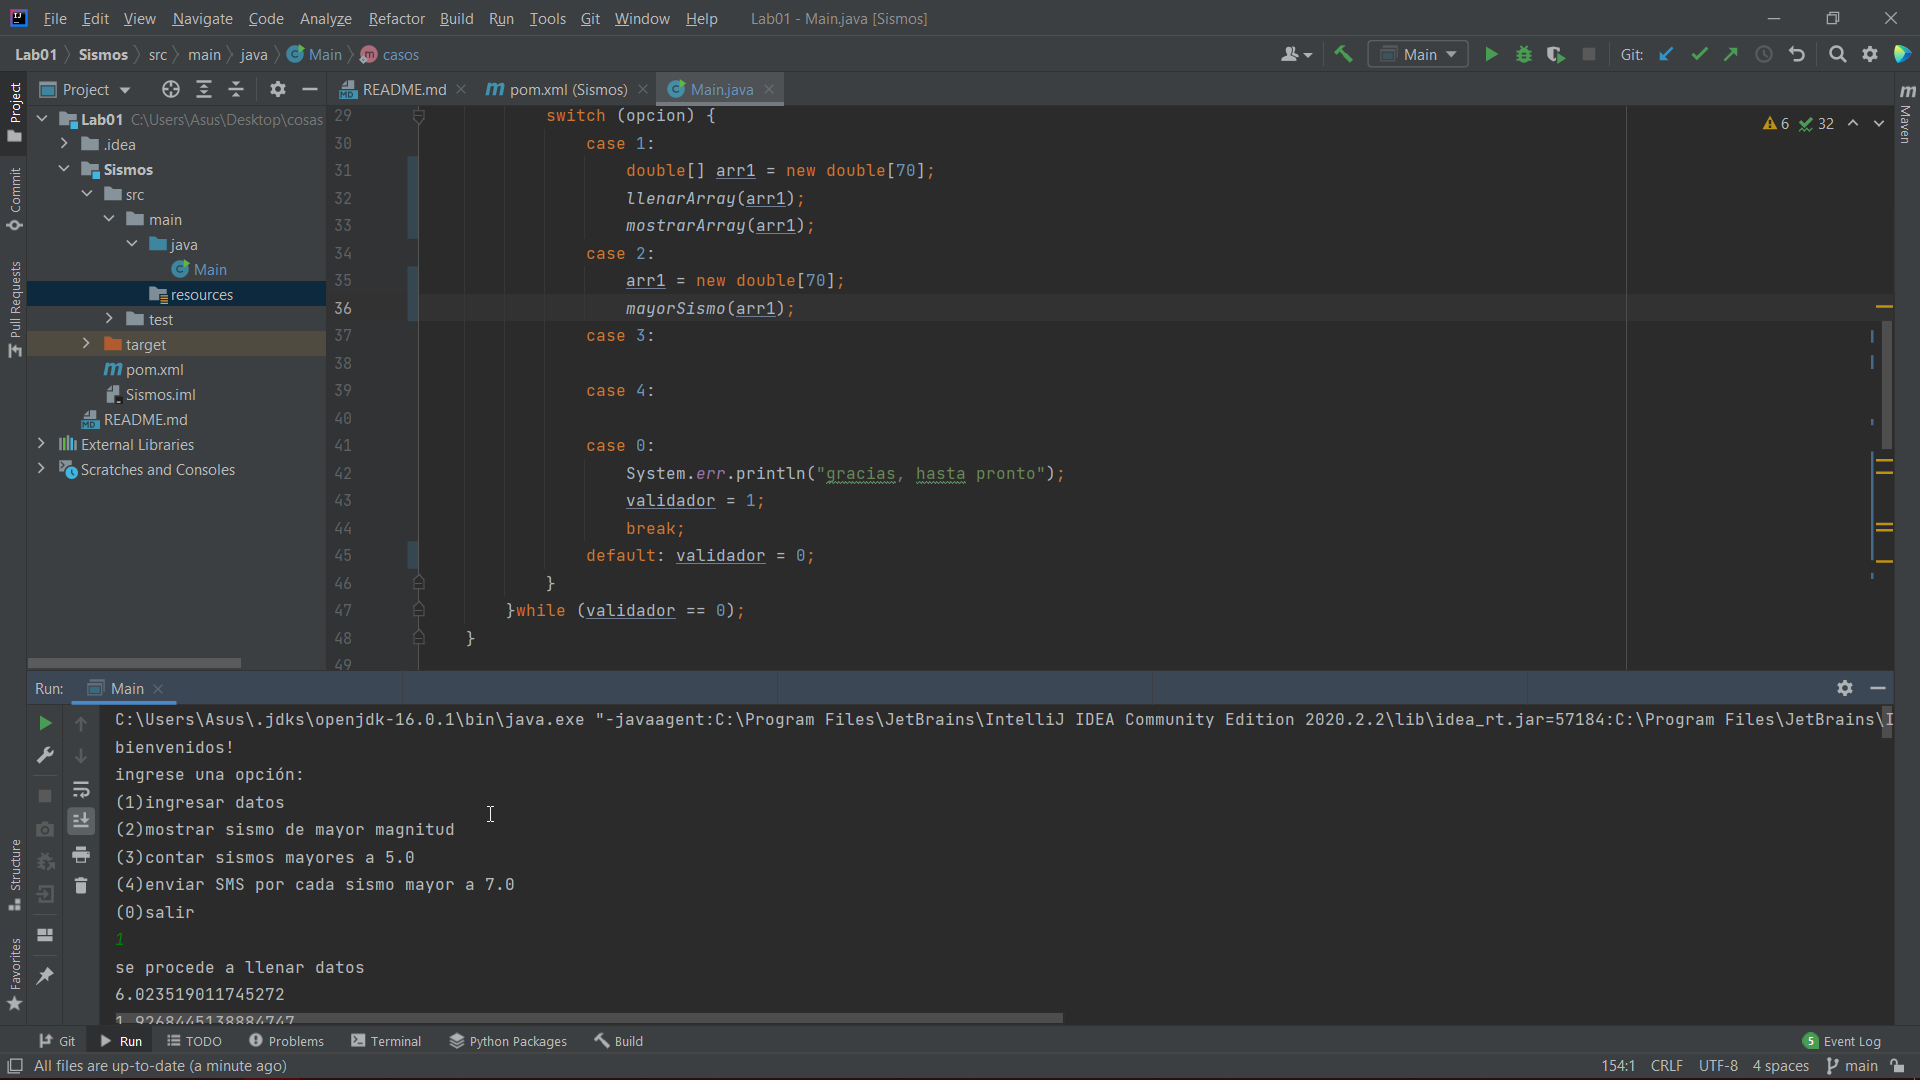 File Edit View Navigate Code Analyze Refactor Build Run Tools Git Window Help Lab01 - Main.java [Sismos]
Lab01 Sismos src main java Main casos Main Git:
Project README.md pom.xml (Sismos) Main.java
Project
Commit
Pull Requests
Structure
Favorites
Maven
Lab01 C:\Users\Asus\Desktop\cosas
.idea
Sismos
src
main
java
Main
resources
test
target
pom.xml
Sismos.iml
README.md
External Libraries
Scratches and Consoles
6 32
29 switch (opcion) {
30 case 1:
31 double[] arr1 = new double[70];
32 llenarArray(arr1);
33 mostrarArray(arr1);
34 case 2:
35 arr1 = new double[70];
36 mayorSismo(arr1);
37 case 3:
38
39 case 4:
40
41 case 0:
42 System.err.println("gracias, hasta pronto");
43 validador = 1;
44 break;
45 default: validador = 0;
46 }
47 }while (validador == 0);
48 }
49
Run: Main
C:\Users\Asus\.jdks\openjdk-16.0.1\bin\java.exe "-javaagent:C:\Program Files\JetBrains\IntelliJ IDEA Community Edition 2020.2.2\lib\idea_rt.jar=57184:C:\Program Files\JetBrains\I
bienvenidos!
ingrese una opción:
(1)ingresar datos
(2)mostrar sismo de mayor magnitud
(3)contar sismos mayores a 5.0
(4)enviar SMS por cada sismo mayor a 7.0
(0)salir
1
se procede a llenar datos
6.023519011745272
1.9268445138884747
Git Run TODO Problems Terminal Python Packages Build 5 Event Log
All files are up-to-date (a minute ago) 154:1 CRLF UTF-8 4 spaces main